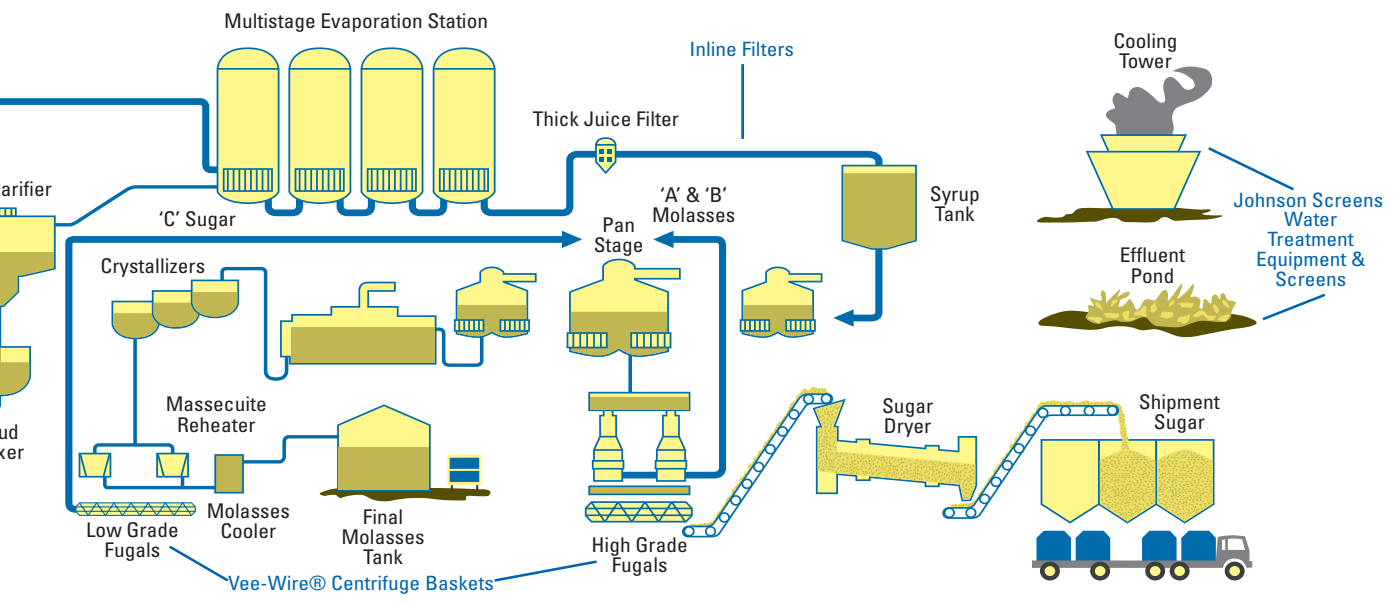 Multistage Evaporation Station
Inline Filters
Cooling
Tower
Thick Juice Filter
arifier
'C' Sugar
'A' & 'B'
Molasses
Pan
Stage
Syrup
Tank
Johnson Screens
Water
Treatment
Equipment &
Screens
Effluent
Pond
Crystallizers
Massecuite
Reheater
Sugar
Dryer
Shipment
Sugar
ud
xer
Low Grade
Fugals
Molasses
Cooler
Final
Molasses
Tank
High Grade
Fugals
Vee-Wire® Centrifuge Baskets